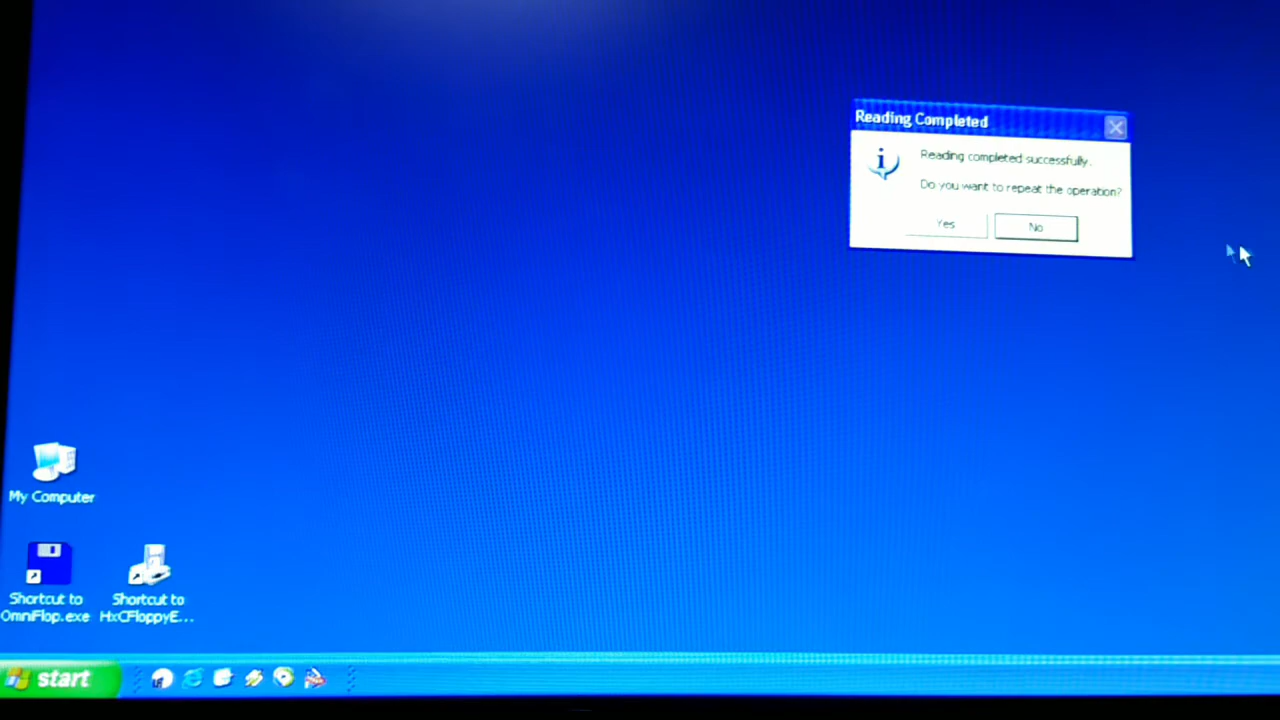 Reading Completed
Reading completed successfully.
Do you want to repeat the operation?
Yes
No
My Computer
Shortcut to
OmniFlop.exe
Shortcut to
HxCFloppyE...
start